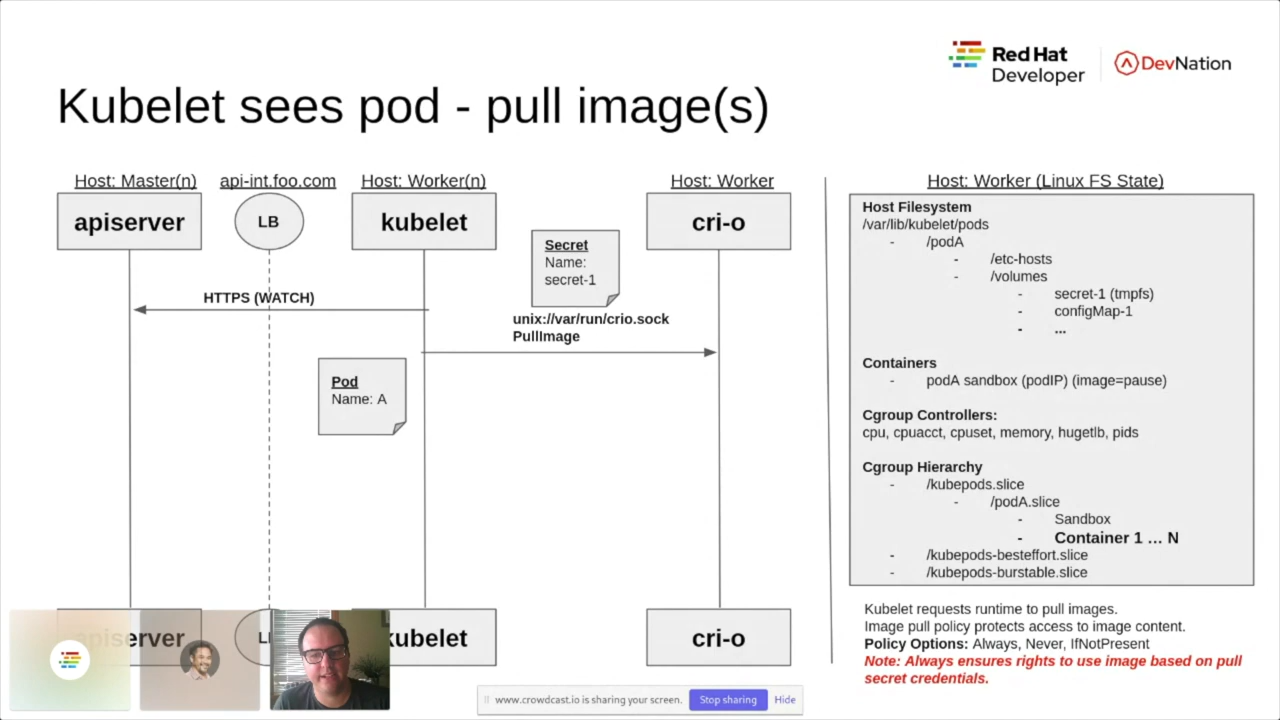 Red Hat
Developer
DevNation
Kubelet sees pod - pull image(s)
Host: Master(n)
api-int.foo.com
Host: Worker(n)
Host: Worker
apiserver
LB
kubelet
cri-o
Secret
Name:
secret-1
HTTPS (WATCH)
unix://var/run/crio.sock
PullImage
Pod
Name: A
apiserver
kubelet
cri-o
Host: Worker (Linux FS State)
Host Filesystem
/var/lib/kubelet/pods
- /podA
- /etc-hosts
- /volumes
- secret-1 (tmpfs)
- configMap-1
- ...
Containers
- podA sandbox (podIP) (image=pause)
Cgroup Controllers:
cpu, cpuacct, cpuset, memory, hugetlb, pids
Cgroup Hierarchy
- /kubepods.slice
- /podA.slice
- Sandbox
- Container 1 ... N
- /kubepods-besteffort.slice
- /kubepods-burstable.slice
Kubelet requests runtime to pull images.
Image pull policy protects access to image content.
Policy Options: Always, Never, IfNotPresent
Note: Always ensures rights to use image based on pull
secret credentials.
www.crowdcast.io is sharing your screen.
Stop sharing
Hide